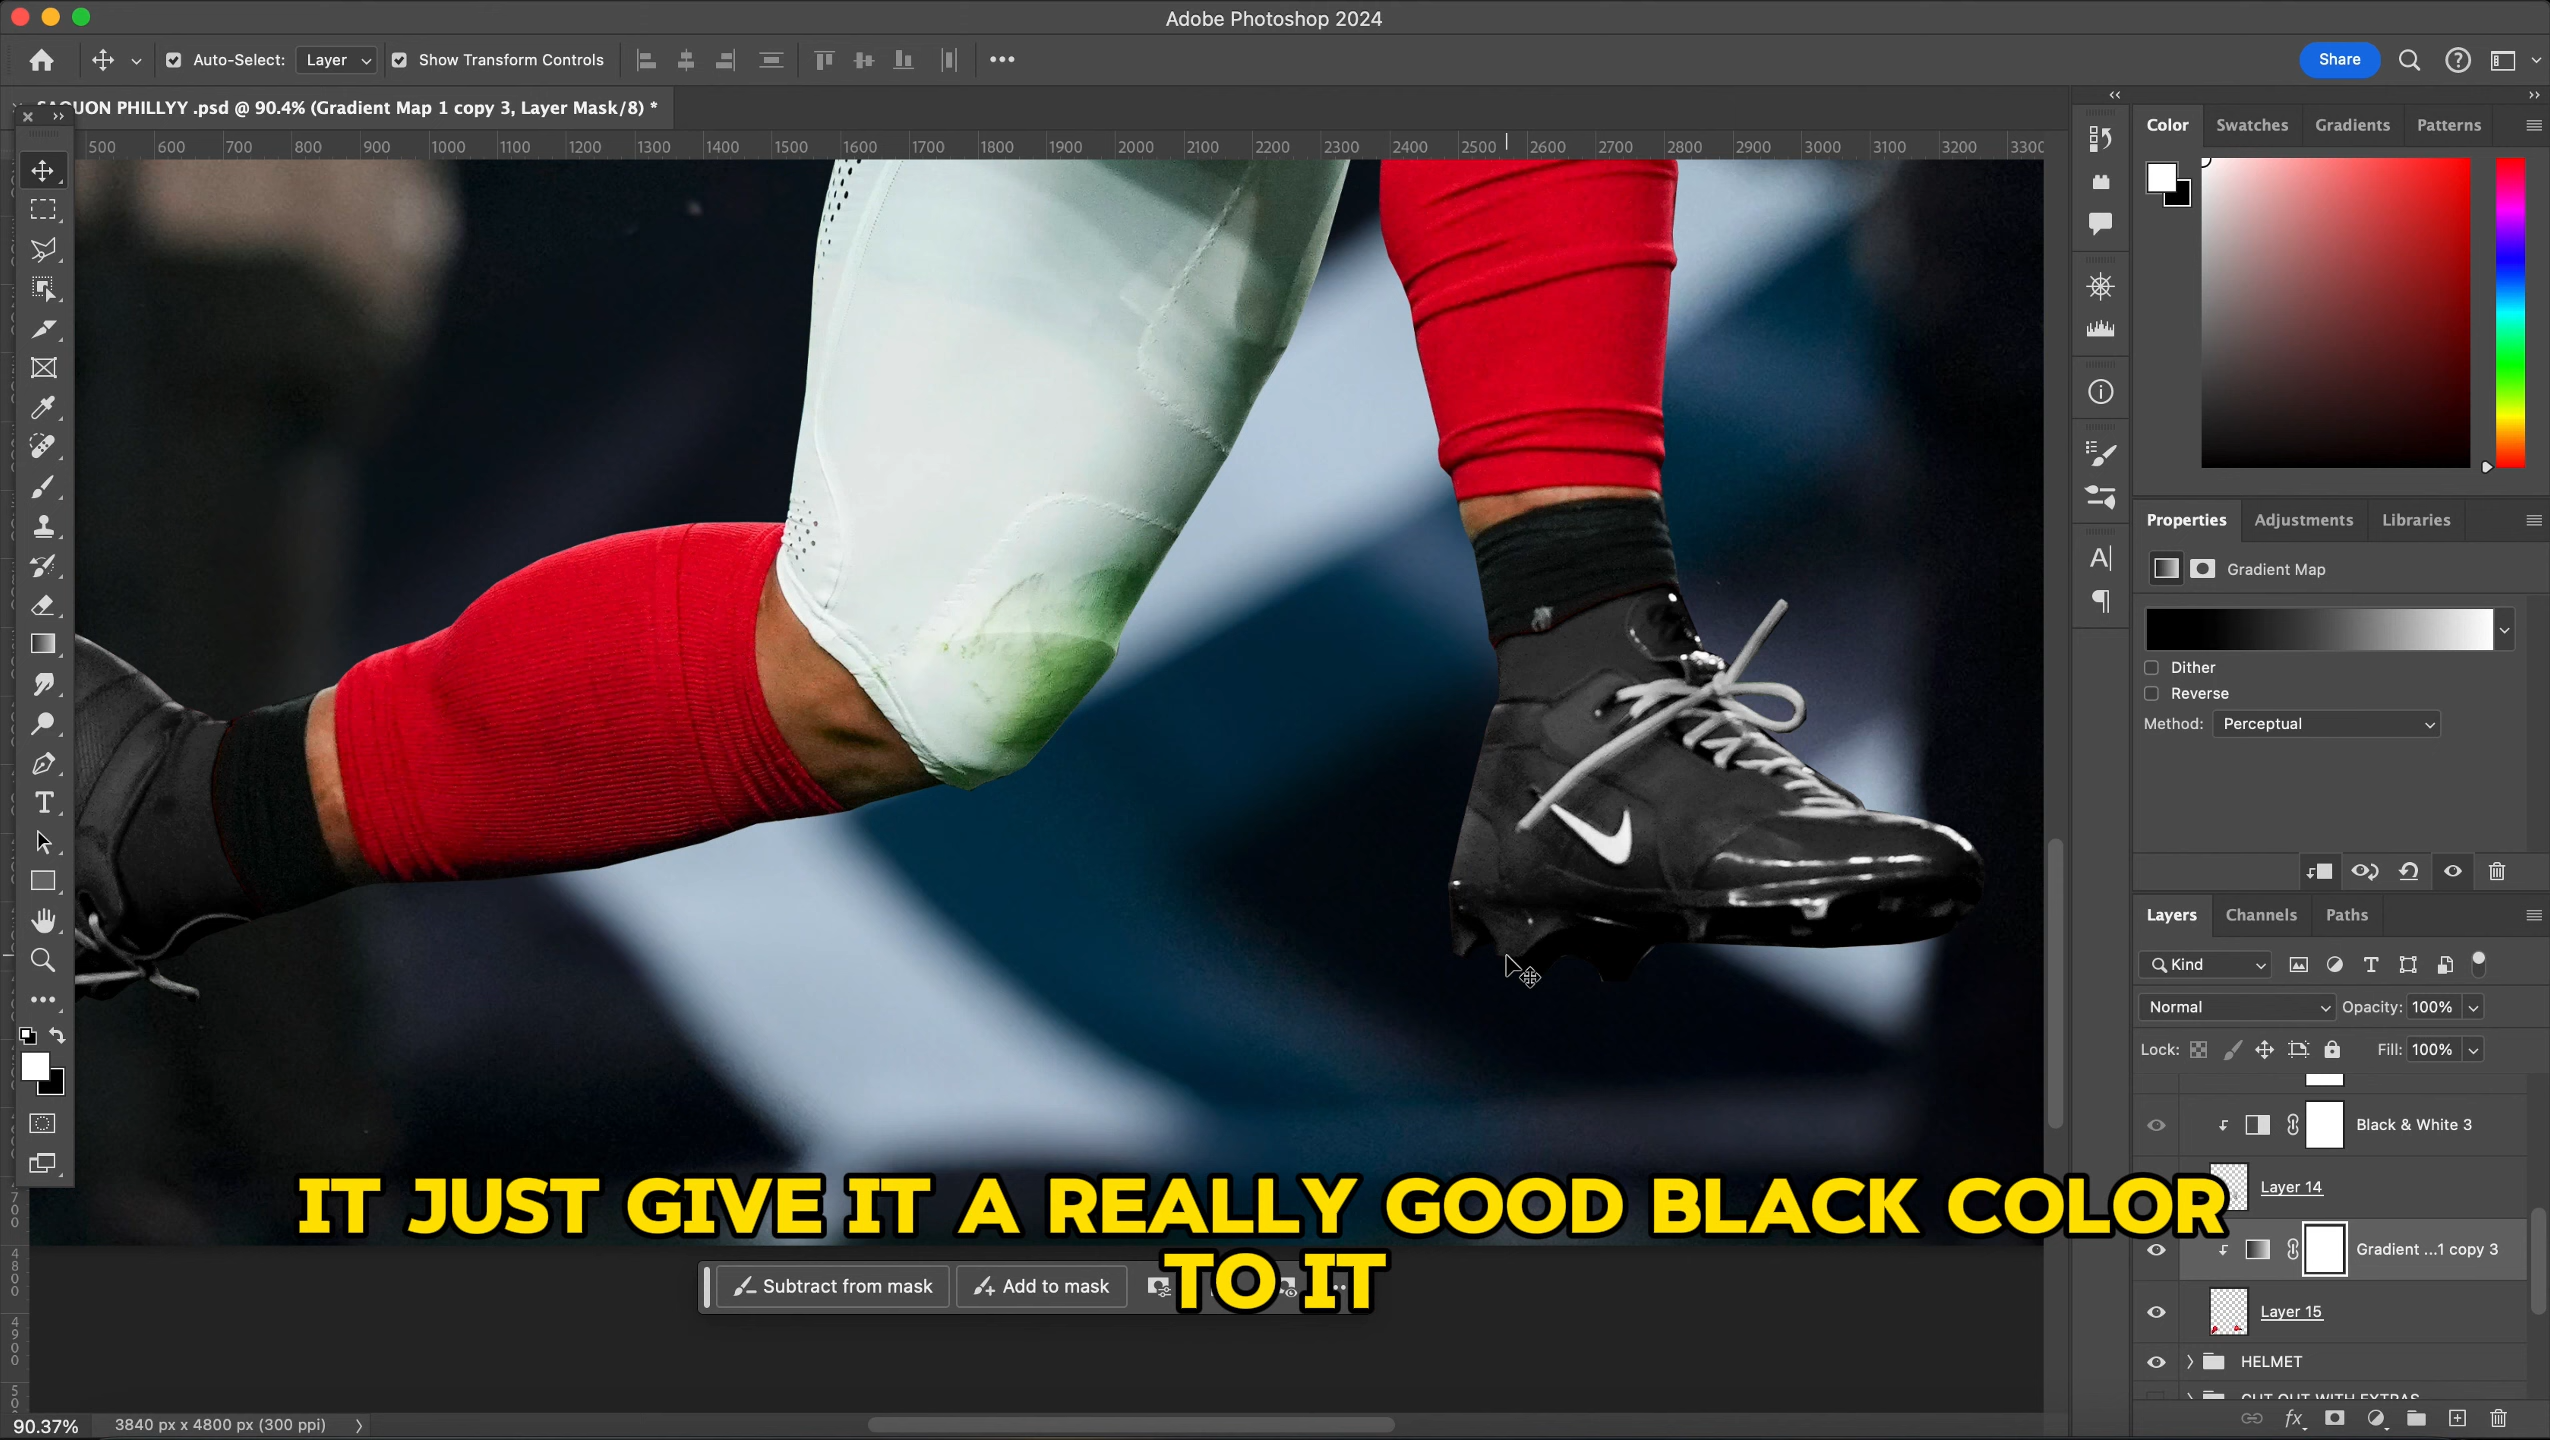 Adobe Photoshop 2024
Auto-Select: Layer Show Transform Controls Share
SAQUON PHILLYY .psd @ 90.4% (Gradient Map 1 copy 3, Layer Mask/8) *
500 600 700 800 900 1000 1100 1200 1300 1400 1500 1600 1700 1800 1900 2000 2100 2200 2300 2400 2500 2600 2700 2800 2900 3000 3100 3200 3300
Color Swatches Gradients Patterns
Properties Adjustments Libraries
Gradient Map
Dither
Reverse
Method: Perceptual
Layers Channels Paths
Kind
Normal Opacity: 100%
Lock: Fill: 100%
Black & White 3
Layer 14
Gradient ...1 copy 3
Layer 15
HELMET
CUT OUT WITH EXTRAS
IT JUST GIVE IT A REALLY GOOD BLACK COLOR
TO IT
Subtract from mask Add to mask
4800
4900
90.37% 3840 px x 4800 px (300 ppi)